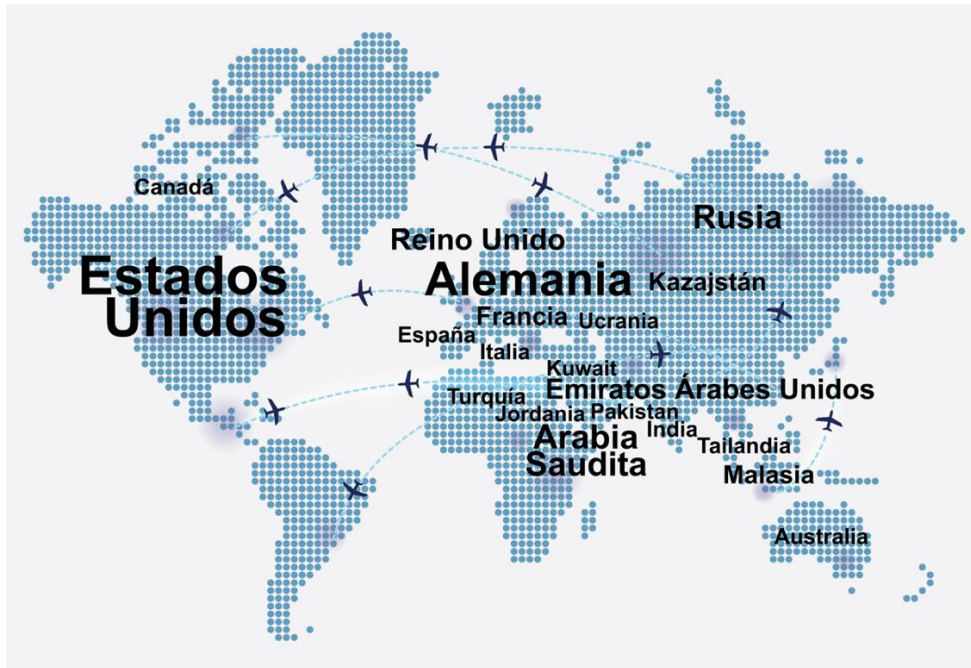 Canadá
Rusia
Reino Unido
Estados
Unidos
Alemania
Kazajstán
Francia
Ucrania
España
Italia
Kuwait
Emiratos Árabes Unidos
Turquía
Jordania
Pakistan
India
Arabia
Saudita
Tailandia
Malasia
Australia